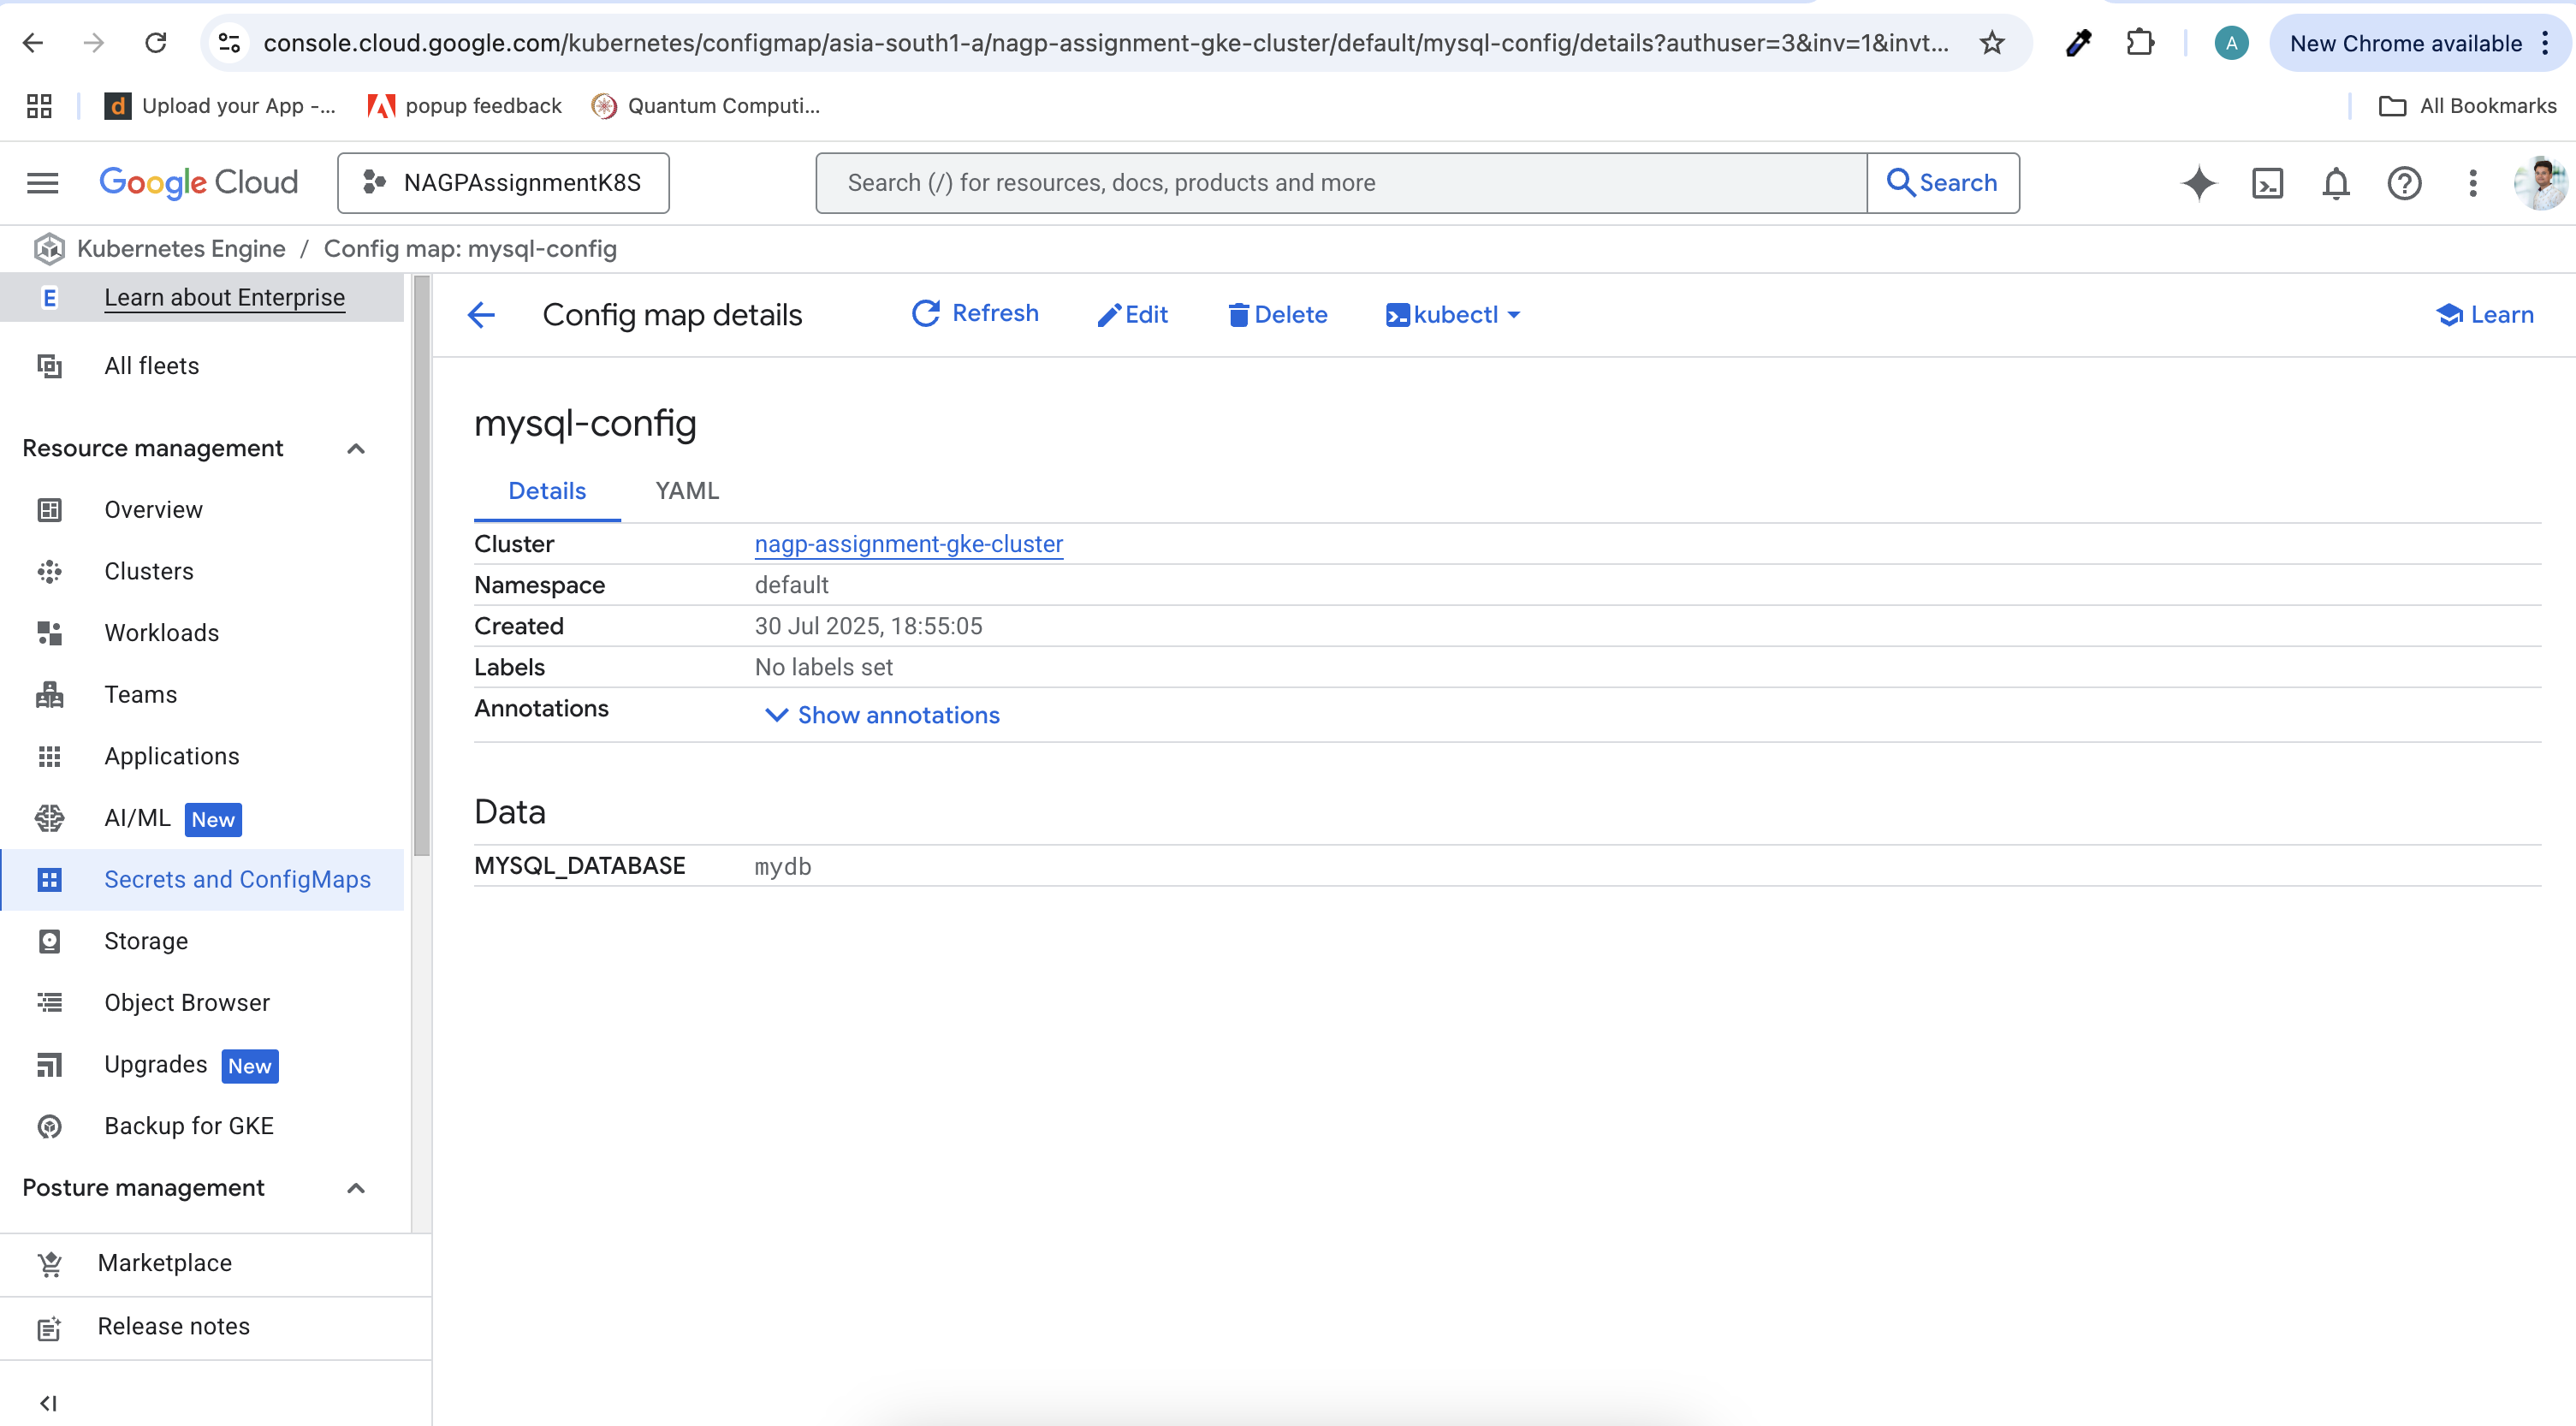 console.cloud.google.com/kubernetes/configmap/asia-south1-a/nagp-assignment-gke-cluster/default/mysql-config/details?authuser=3&inv=1&invt...
A
New Chrome available
d Upload your App -...
popup feedback
Quantum Computi...
All Bookmarks
Google Cloud
NAGPAssignmentK8S
Search (/) for resources, docs, products and more
Search
Kubernetes Engine / Config map: mysql-config
E Learn about Enterprise
All fleets
Resource management
Overview
Clusters
Workloads
Teams
Applications
AI/ML New
Secrets and ConfigMaps
Storage
Object Browser
Upgrades New
Backup for GKE
Posture management
Marketplace
Release notes
Config map details
Refresh
Edit
Delete
kubectl
Learn
mysql-config
Details YAML
Cluster nagp-assignment-gke-cluster
Namespace default
Created 30 Jul 2025, 18:55:05
Labels No labels set
Annotations Show annotations
Data
MYSQL_DATABASE mydb